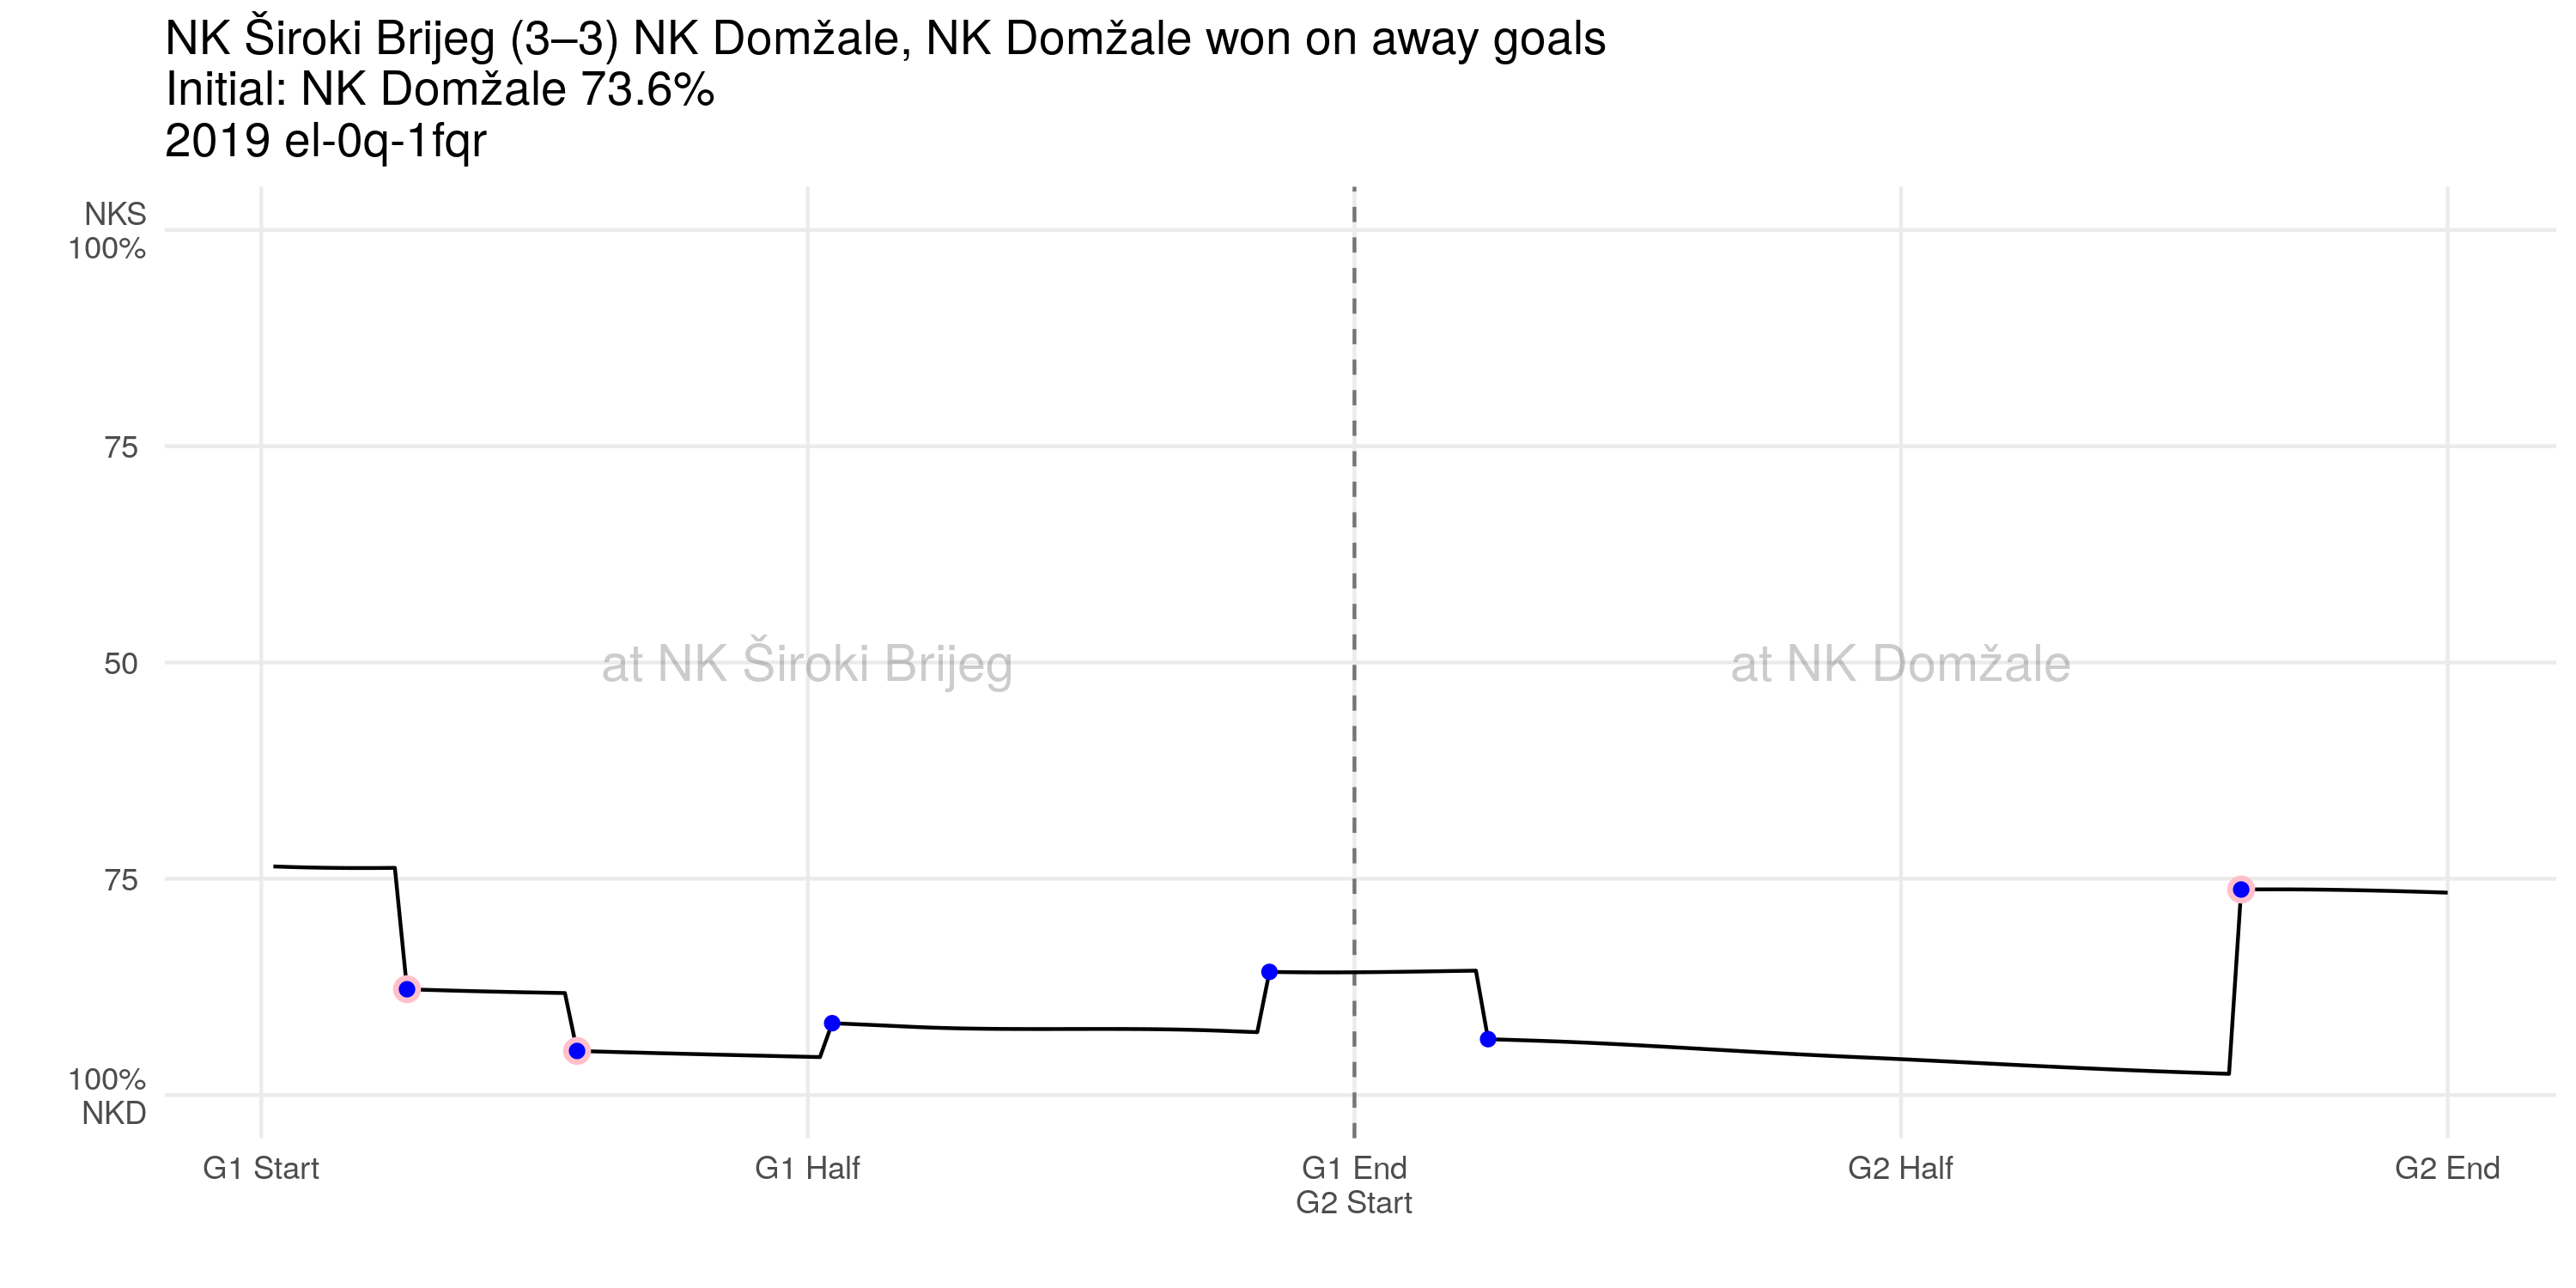 NK Široki Brijeg (3–3) NK Domžale, NK Domžale won on away goals
Initial: NK Domžale 73.6%
2019 el-0q-1fqr
NKS
100%
75
50
at NK Široki Brijeg
at NK Domžale
75
100%
NKD
G1 Start
G1 Half
G1 End
G2 Start
G2 Half
G2 End